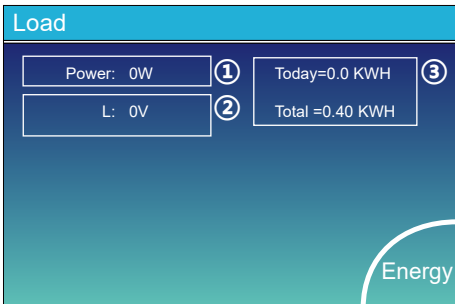 Load
Power: 0W ①
L: 0V ②
Today=0.0 KWH ③
Total =0.40 KWH
Energy